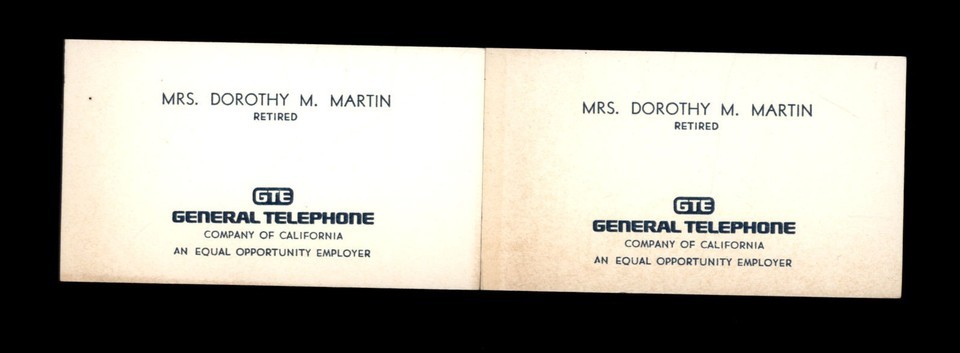 MRS. DOROTHY M. MARTIN
RETIRED
GTE
GENERAL TELEPHONE
COMPANY OF CALIFORNIA
AN EQUAL OPPORTUNITY EMPLOYER
MRS. DOROTHY M. MARTIN
RETIRED
GTE
GENERAL TELEPHONE
COMPANY OF CALIFORNIA
AN EQUAL OPPORTUNITY EMPLOYER